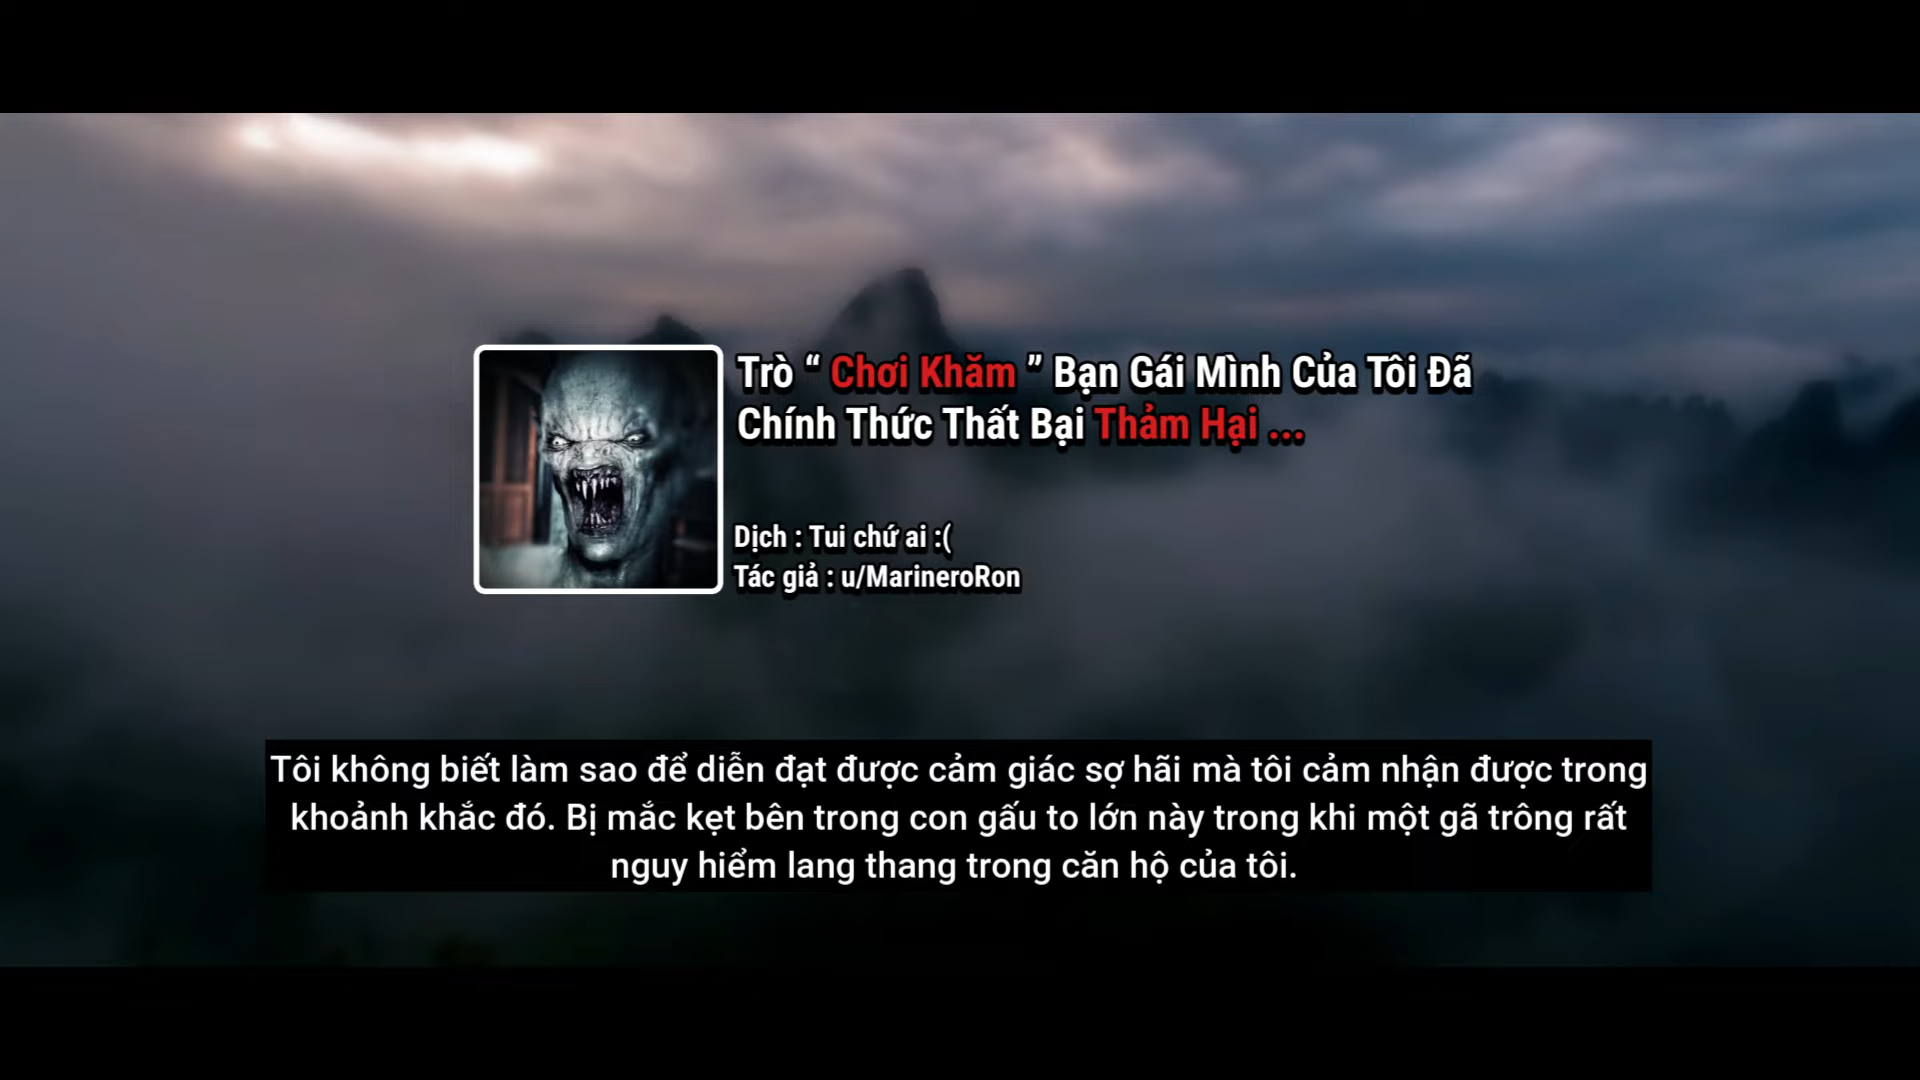 Trò “ Chơi Khăm ” Bạn Gái Mình Của Tôi Đã
Chính Thức Thất Bại Thảm Hại ...
Dịch : Tui chứ ai :(
Tác giả : u/MarineroRon
Tôi không biết làm sao để diễn đạt được cảm giác sợ hãi mà tôi cảm nhận được trong
khoảnh khắc đó. Bị mắc kẹt bên trong con gấu to lớn này trong khi một gã trông rất
nguy hiểm lang thang trong căn hộ của tôi.